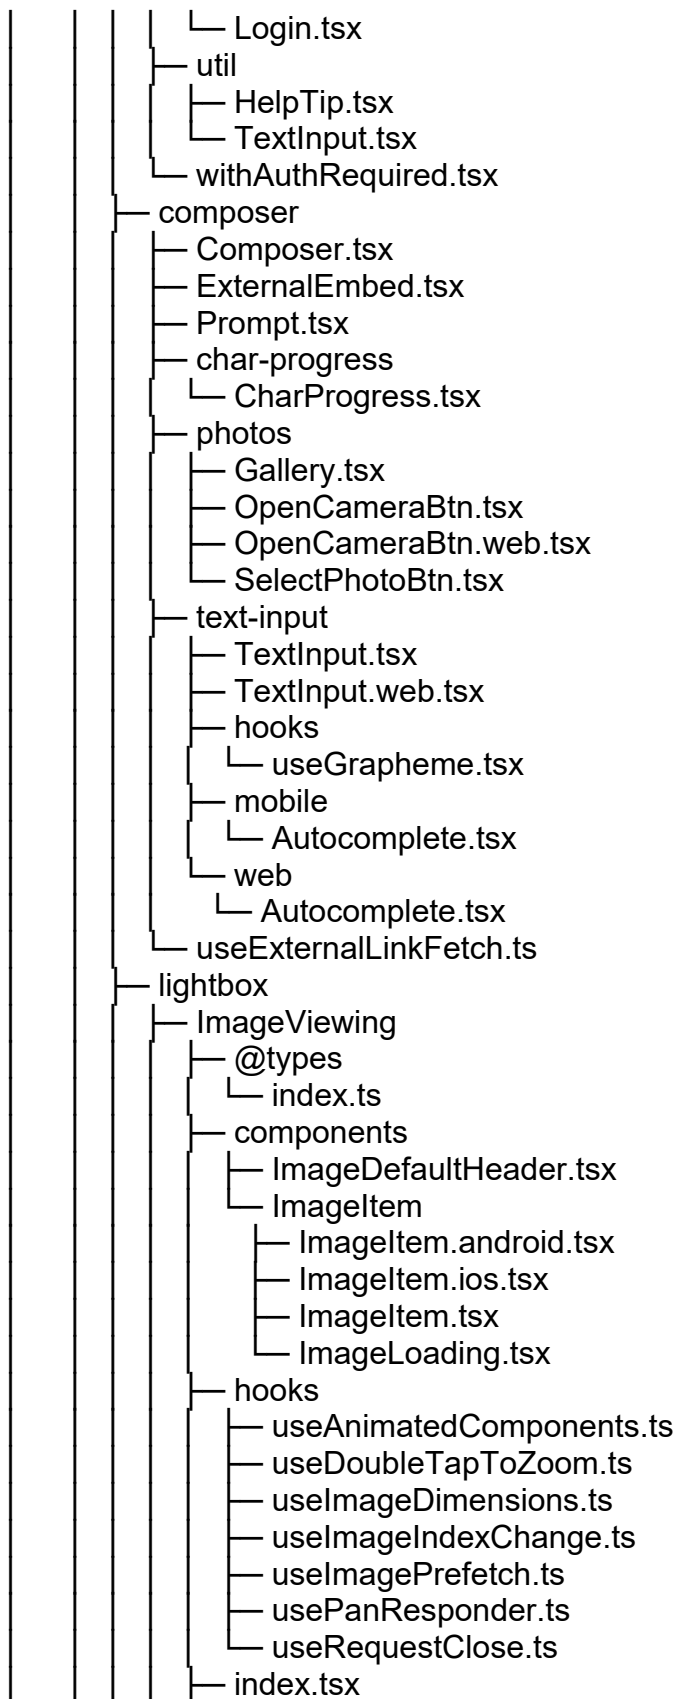 │ │ │ │ └── Login.tsx
│ │ │ ├── util
│ │ │ │ ├── HelpTip.tsx
│ │ │ │ └── TextInput.tsx
│ │ │ └── withAuthRequired.tsx
│ │ ├── composer
│ │ │ ├── Composer.tsx
│ │ │ ├── ExternalEmbed.tsx
│ │ │ ├── Prompt.tsx
│ │ │ ├── char-progress
│ │ │ │ └── CharProgress.tsx
│ │ │ ├── photos
│ │ │ │ ├── Gallery.tsx
│ │ │ │ ├── OpenCameraBtn.tsx
│ │ │ │ ├── OpenCameraBtn.web.tsx
│ │ │ │ └── SelectPhotoBtn.tsx
│ │ │ ├── text-input
│ │ │ │ ├── TextInput.tsx
│ │ │ │ ├── TextInput.web.tsx
│ │ │ │ ├── hooks
│ │ │ │ │ └── useGrapheme.tsx
│ │ │ │ ├── mobile
│ │ │ │ │ └── Autocomplete.tsx
│ │ │ │ └── web
│ │ │ │ └── Autocomplete.tsx
│ │ │ └── useExternalLinkFetch.ts
│ │ ├── lightbox
│ │ │ ├── ImageViewing
│ │ │ │ ├── @types
│ │ │ │ │ └── index.ts
│ │ │ │ ├── components
│ │ │ │ │ ├── ImageDefaultHeader.tsx
│ │ │ │ │ └── ImageItem
│ │ │ │ │ ├── ImageItem.android.tsx
│ │ │ │ │ ├── ImageItem.ios.tsx
│ │ │ │ │ ├── ImageItem.tsx
│ │ │ │ │ └── ImageLoading.tsx
│ │ │ │ ├── hooks
│ │ │ │ │ ├── useAnimatedComponents.ts
│ │ │ │ │ ├── useDoubleTapToZoom.ts
│ │ │ │ │ ├── useImageDimensions.ts
│ │ │ │ │ ├── useImageIndexChange.ts
│ │ │ │ │ ├── useImagePrefetch.ts
│ │ │ │ │ ├── usePanResponder.ts
│ │ │ │ │ └── useRequestClose.ts
│ │ │ │ ├── index.tsx